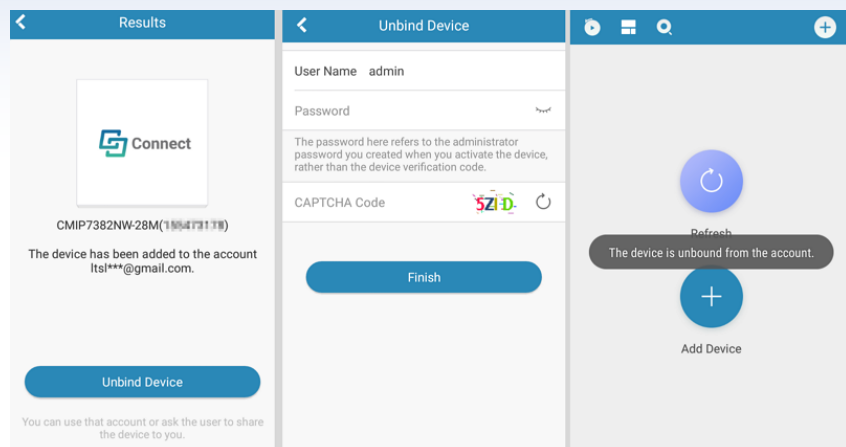 Results
Connect
CMIP7382NW-28M(
The device has been added to the account
ltsl***@gmail.com.
Unbind Device
You can use that account or ask the user to share
the device to you.
Unbind Device
User Name admin
Password
The password here refers to the administrator
password you created when you activate the device,
rather than the device verification code.
CAPTCHA Code
Finish
Refresh
The device is unbound from the account.
Add Device